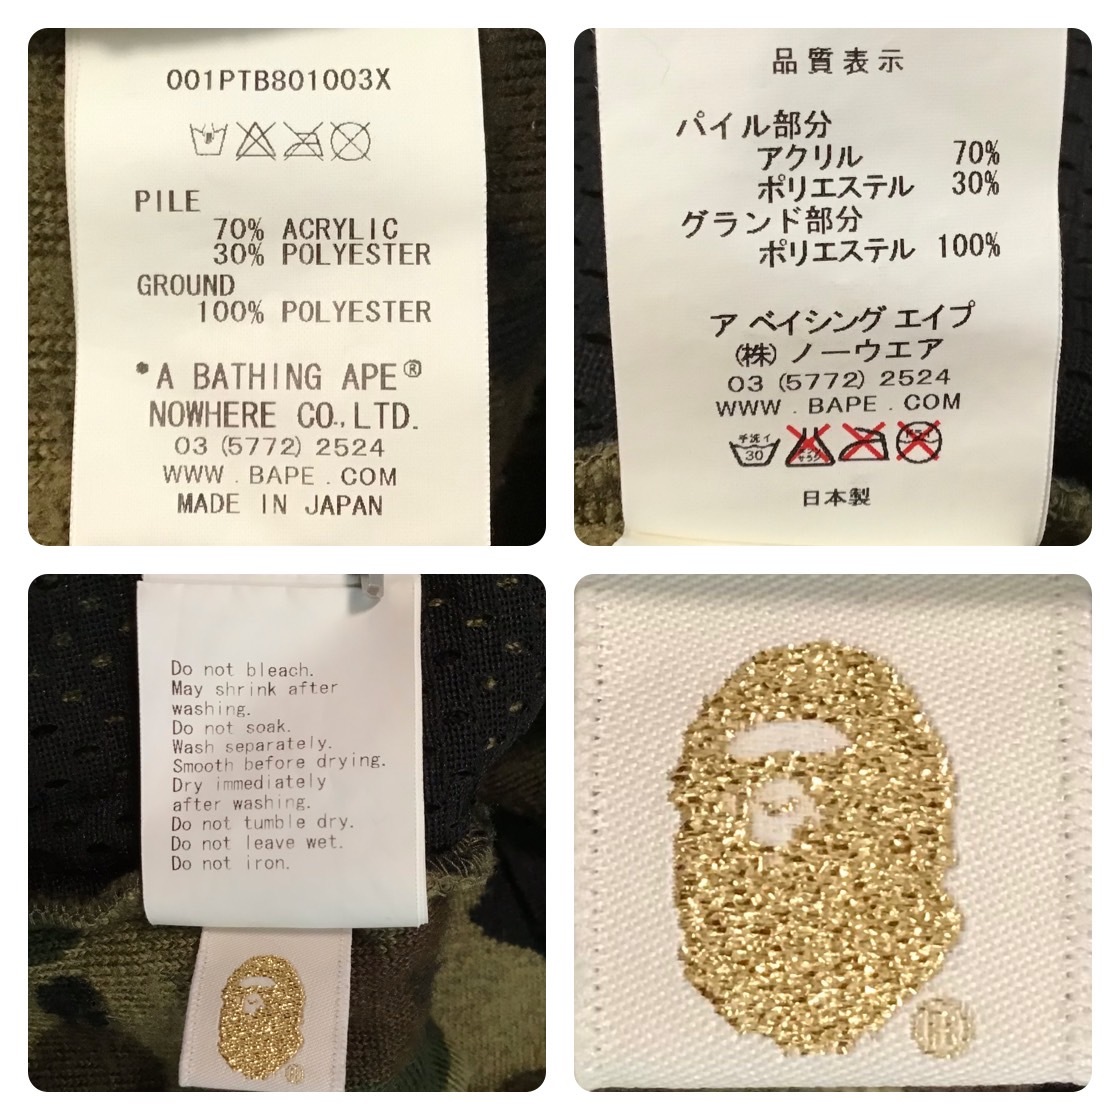 001PTB801003X
PILE
70% ACRYLIC
30% POLYESTER
GROUND
100% POLYESTER
*A BATHING APE®
NOWHERE CO.,LTD.
03 (5772) 2524
WWW . BAPE . COM
MADE IN JAPAN
品質表示
パイル部分
アクリル 70%
ポリエステル 30%
グランド部分
ポリエステル 100%
ア ベイシング エイプ
(株) ノーウエア
03 (5772) 2524
WWW . BAPE . COM
手洗イ
30
日本製
Do not bleach.
May shrink after
washing.
Do not soak.
Wash separately.
Smooth before drying.
Dry immediately
after washing.
Do not tumble dry.
Do not leave wet.
Do not iron.
®
®